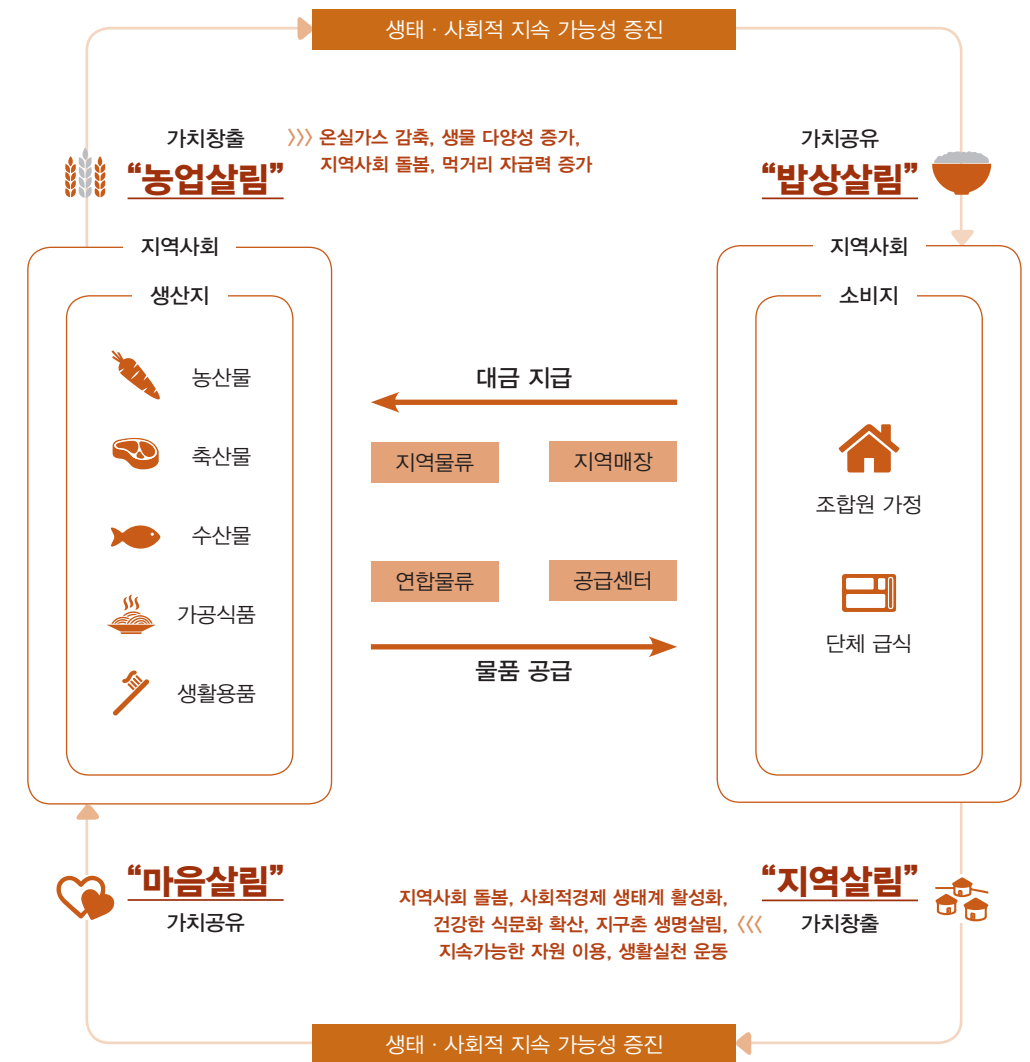 생태 · 사회적 지속 가능성 증진
가치창출
“농업살림”
〉〉〉 온실가스 감축, 생물 다양성 증가,
지역사회 돌봄, 먹거리 자급력 증가
가치공유
“밥상살림”
지역사회
생산지
농산물
축산물
수산물
가공식품
생활용품
대금 지급
지역물류
지역매장
연합물류
공급센터
물품 공급
지역사회
소비지
조합원 가정
단체 급식
“마음살림”
가치공유
지역사회 돌봄, 사회적경제 생태계 활성화,
건강한 식문화 확산, 지구촌 생명살림, 〈〈〈
지속가능한 자원 이용, 생활실천 운동
“지역살림”
가치창출
생태 · 사회적 지속 가능성 증진